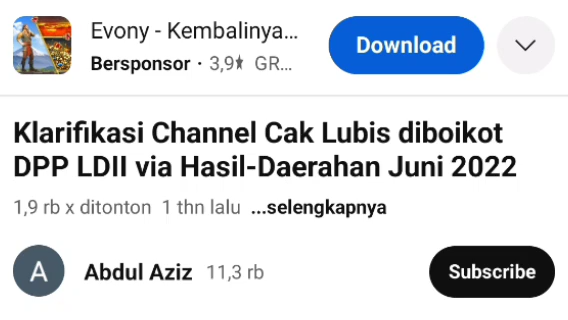 Evony - Kembalinya...
Download
Bersponsor · 3,9★ GR...
Klarifikasi Channel Cak Lubis diboikot
DPP LDII via Hasil-Daerahan Juni 2022
1,9 rb x ditonton 1 thn lalu ...selengkapnya
A
Abdul Aziz 11,3 rb
Subscribe